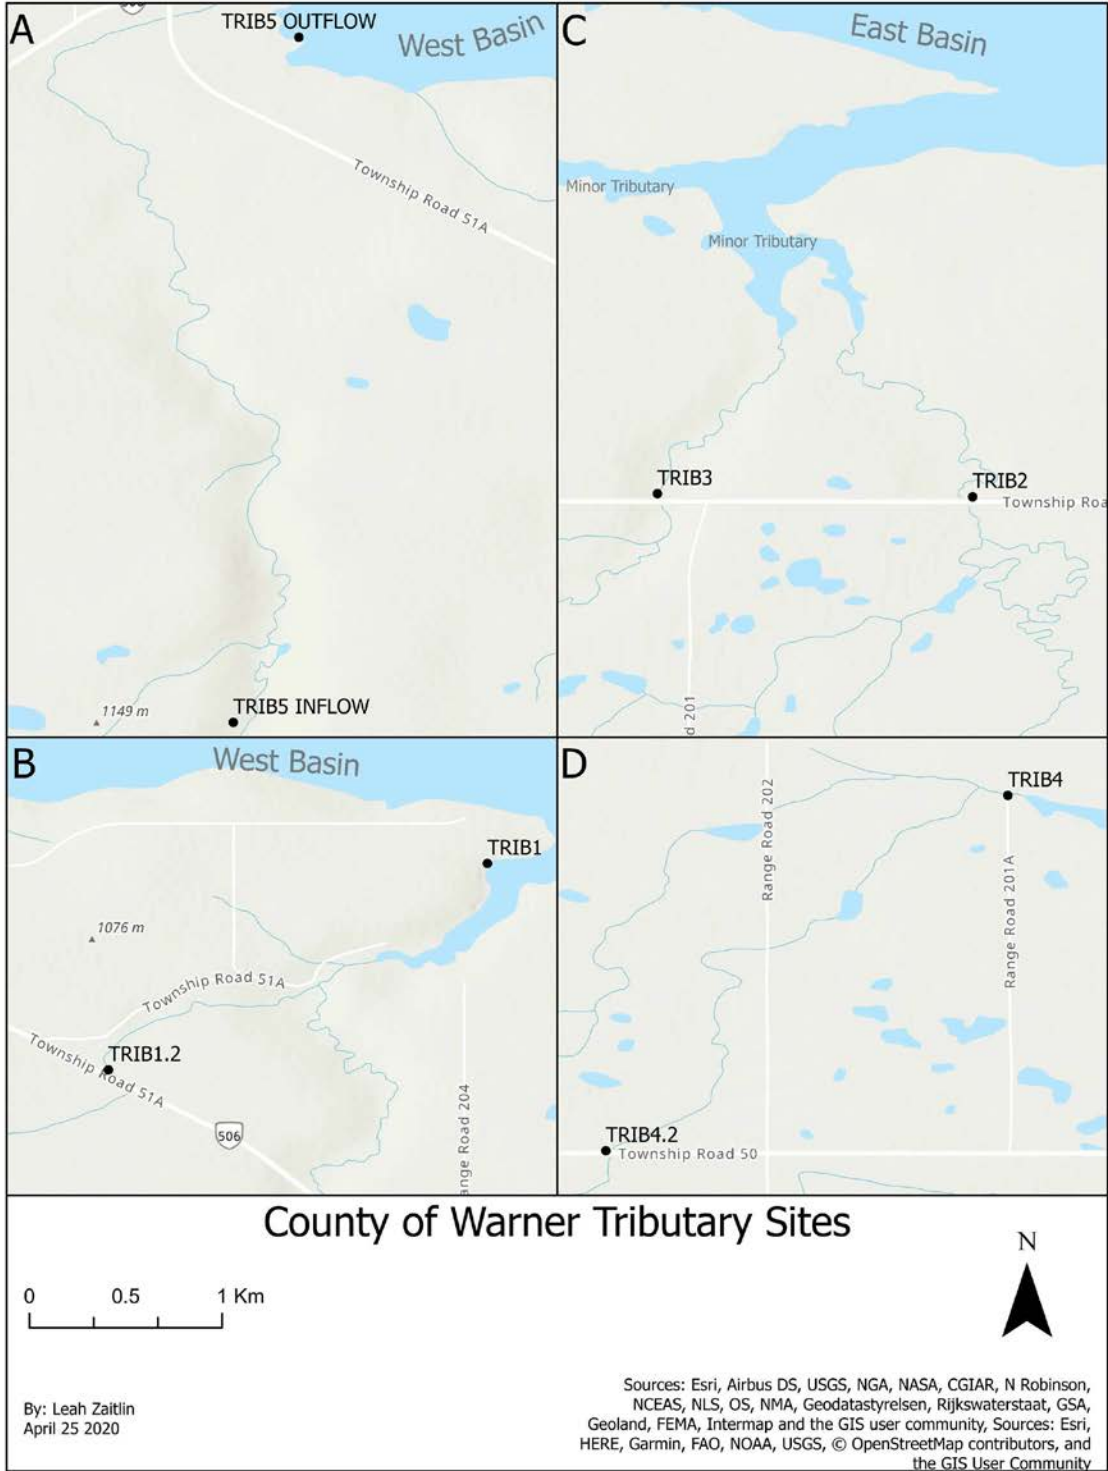 A
TRIB5 OUTFLOW
West Basin
Township Road 51A
1149 m
TRIB5 INFLOW
C
East Basin
Minor Tributary
Minor Tributary
TRIB3
TRIB2
Township Roa
d 201
B
West Basin
TRIB1
1076 m
Township Road 51A
TRIB1.2
Township Road 51A
506
ange Road 204
D
TRIB4
Range Road 202
Range Road 201A
TRIB4.2
Township Road 50
County of Warner Tributary Sites
0 0.5 1 Km
N
By: Leah Zaitlin
April 25 2020
Sources: Esri, Airbus DS, USGS, NGA, NASA, CGIAR, N Robinson,
NCEAS, NLS, OS, NMA, Geodatastyrelsen, Rijkswaterstaat, GSA,
Geoland, FEMA, Intermap and the GIS user community, Sources: Esri,
HERE, Garmin, FAO, NOAA, USGS, © OpenStreetMap contributors, and
the GIS User Community